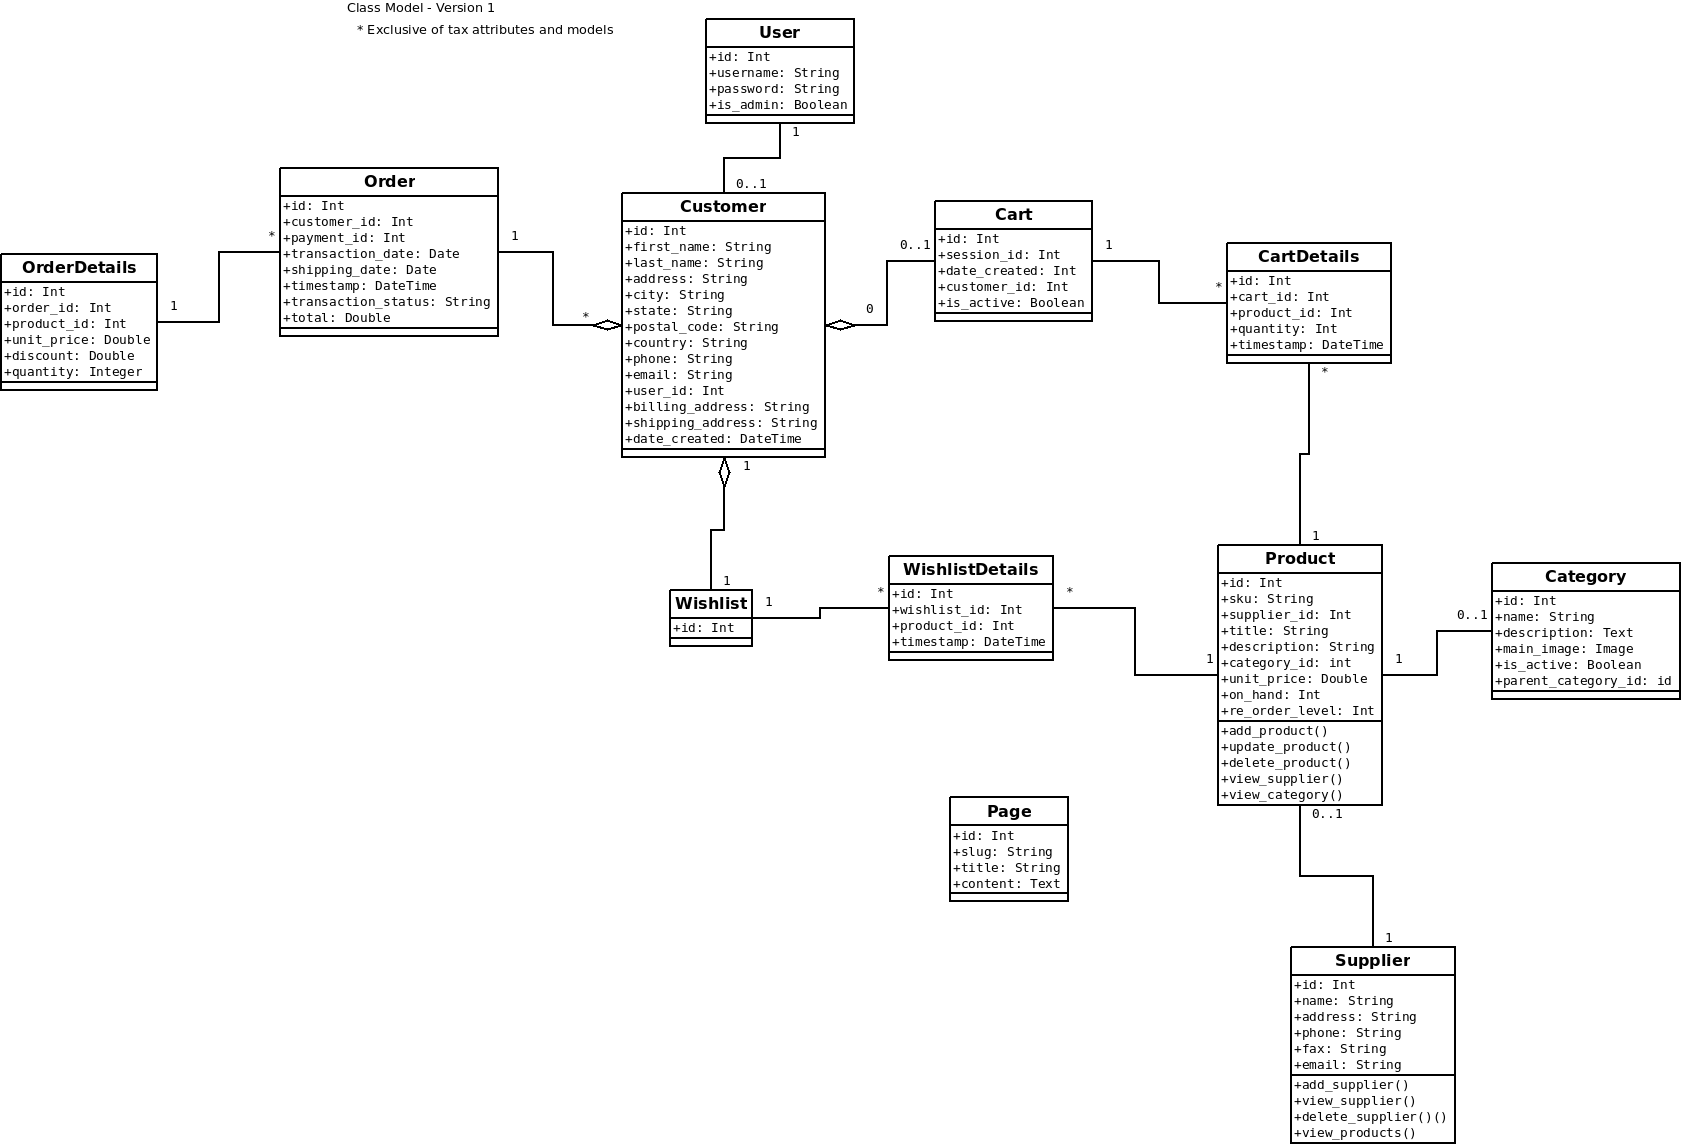 Class Model - Version 1
* Exclusive of tax attributes and models
User
+id: Int
+username: String
+password: String
+is_admin: Boolean
1
0..1
Order
+id: Int
+customer_id: Int
+payment_id: Int
+transaction_date: Date
+shipping_date: Date
+timestamp: DateTime
+transaction_status: String
+total: Double
*
1
1
*
OrderDetails
+id: Int
+order_id: Int
+product_id: Int
+unit_price: Double
+discount: Double
+quantity: Integer
Customer
+id: Int
+first_name: String
+last_name: String
+address: String
+city: String
+state: String
+postal_code: String
+country: String
+phone: String
+email: String
+user_id: Int
+billing_address: String
+shipping_address: String
+date_created: DateTime
0
0..1
Cart
+id: Int
+session_id: Int
+date_created: Int
+customer_id: Int
+is_active: Boolean
1
*
CartDetails
+id: Int
+cart_id: Int
+product_id: Int
+quantity: Int
+timestamp: DateTime
*
1
1
1
Wishlist
+id: Int
1
*
WishlistDetails
+id: Int
+wishlist_id: Int
+product_id: Int
+timestamp: DateTime
*
1
Product
+id: Int
+sku: String
+supplier_id: Int
+title: String
+description: String
+category_id: int
+unit_price: Double
+on_hand: Int
+re_order_level: Int
+add_product()
+update_product()
+delete_product()
+view_supplier()
+view_category()
1
0..1
Category
+id: Int
+name: String
+description: Text
+main_image: Image
+is_active: Boolean
+parent_category_id: id
Page
+id: Int
+slug: String
+title: String
+content: Text
0..1
1
Supplier
+id: Int
+name: String
+address: String
+phone: String
+fax: String
+email: String
+add_supplier()
+view_supplier()
+delete_supplier()()
+view_products()